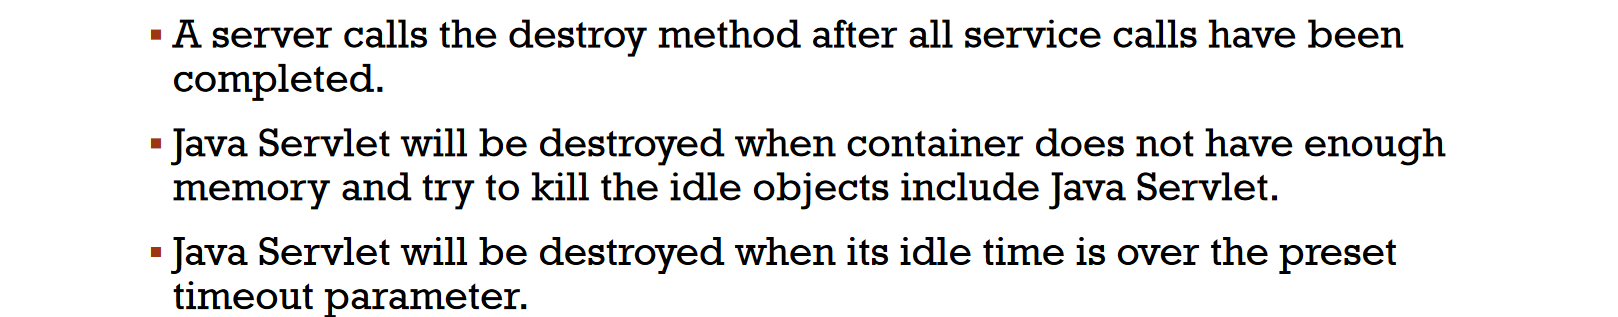 ▪ A server calls the destroy method after all service calls have been
completed.
▪ Java Servlet will be destroyed when container does not have enough
memory and try to kill the idle objects include Java Servlet.
▪ Java Servlet will be destroyed when its idle time is over the preset
timeout parameter.